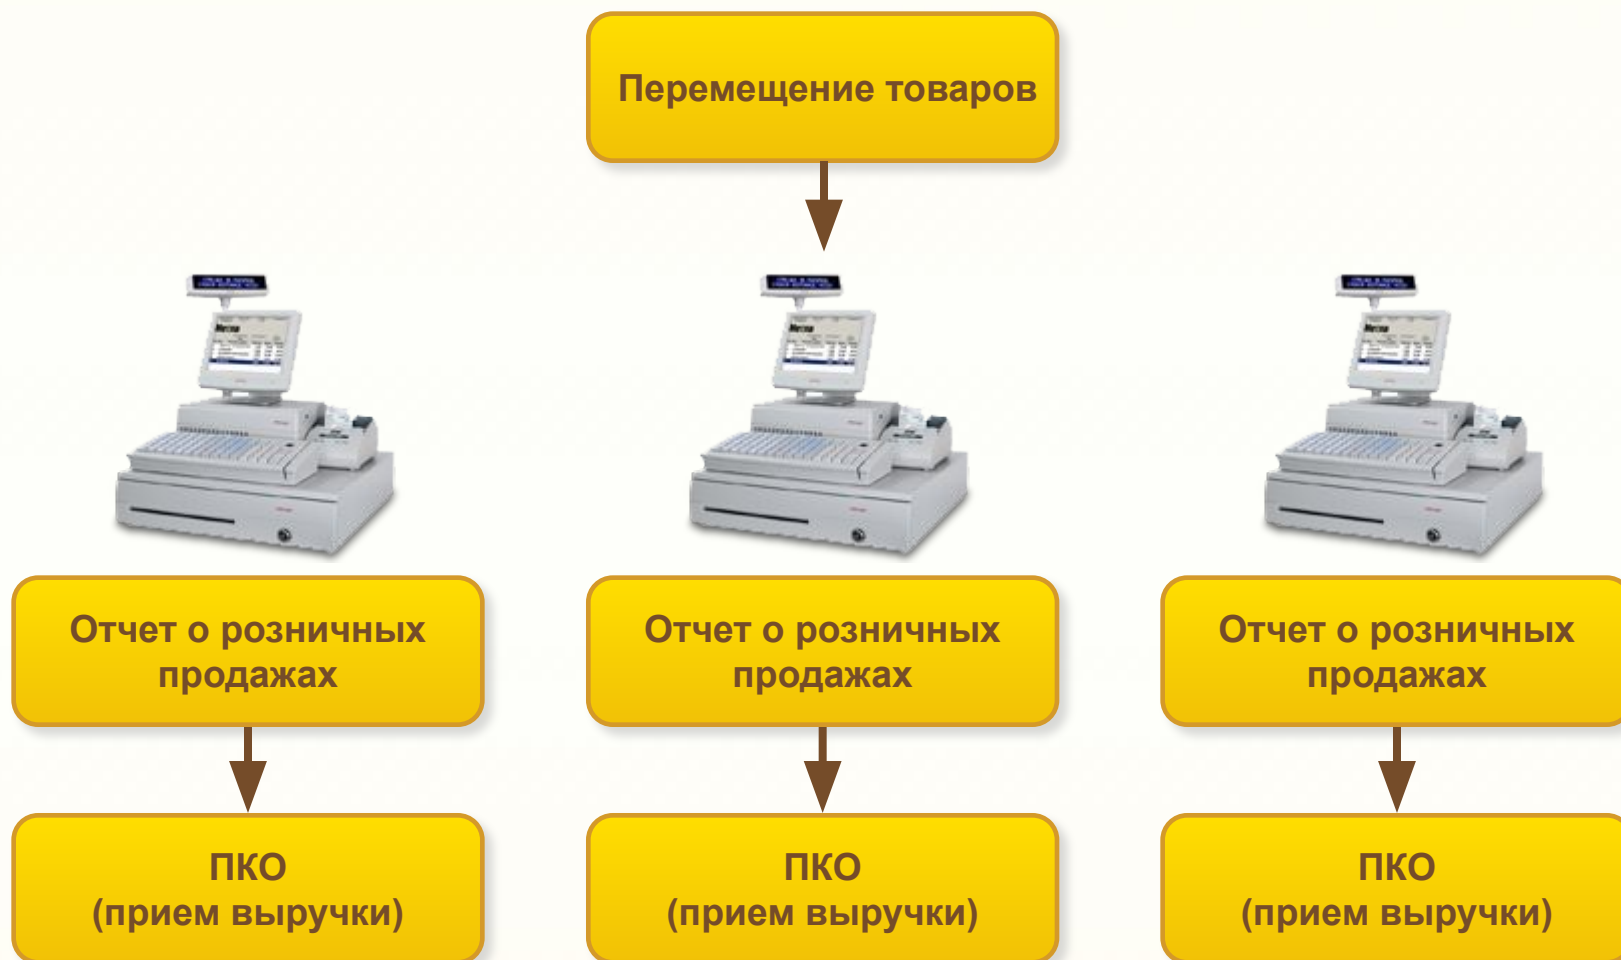 Перемещение товаров
Отчет о розничных
продажах
Отчет о розничных
продажах
Отчет о розничных
продажах
ПКО
(прием выручки)
ПКО
(прием выручки)
ПКО
(прием выручки)